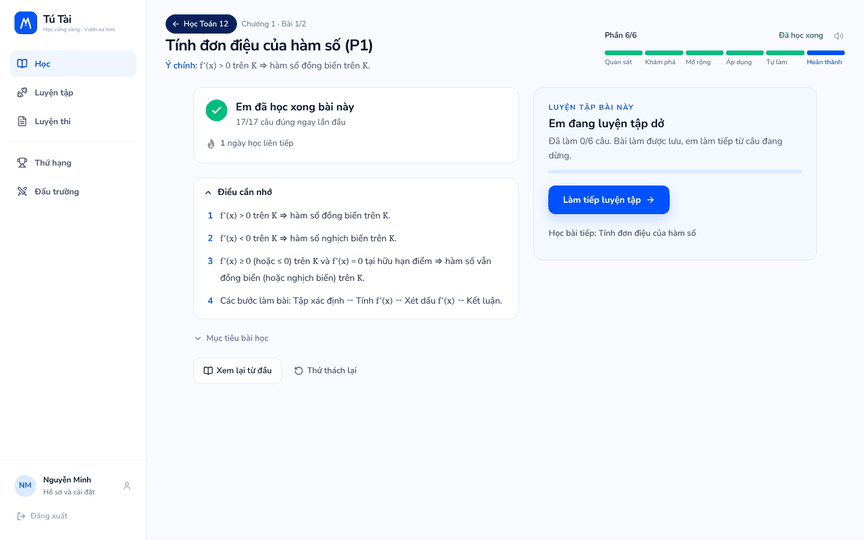 Tú Tài
Học vững vàng · Vươn xa hơn
Học
Luyện tập
Luyện thi
Thứ hạng
Đấu trường
Nguyễn Minh
NM
Hồ sơ và cài đặt
Đăng xuất
← Học Toán 12
Chương 1 · Bài 1/2
Tính đơn điệu của hàm số (P1)
Ý chính: f'(x) > 0 trên K ⇒ hàm số đồng biến trên K.
Phần 6/6
Đã học xong
Quan sát
Khám phá
Mở rộng
Áp dụng
Tự làm
Hoàn thành
Em đã học xong bài này
17/17 câu đúng ngay lần đầu
1 ngày học liên tiếp
Điều cần nhớ
1 f'(x) > 0 trên K ⇒ hàm số đồng biến trên K.
2 f'(x) < 0 trên K ⇒ hàm số nghịch biến trên K.
3 f'(x) ≥ 0 (hoặc ≤ 0) trên K và f'(x) = 0 tại hữu hạn điểm ⇒ hàm số vẫn
đồng biến (hoặc nghịch biến) trên K.
4 Các bước làm bài: Tập xác định → Tính f'(x) → Xét dấu f'(x) → Kết luận.
Mục tiêu bài học
Xem lại từ đầu
Thử thách lại
LUYỆN TẬP BÀI NÀY
Em đang luyện tập dở
Đã làm 0/6 câu. Bài làm được lưu, em làm tiếp từ câu đang
dừng.
Làm tiếp luyện tập →
Học bài tiếp: Tính đơn điệu của hàm số